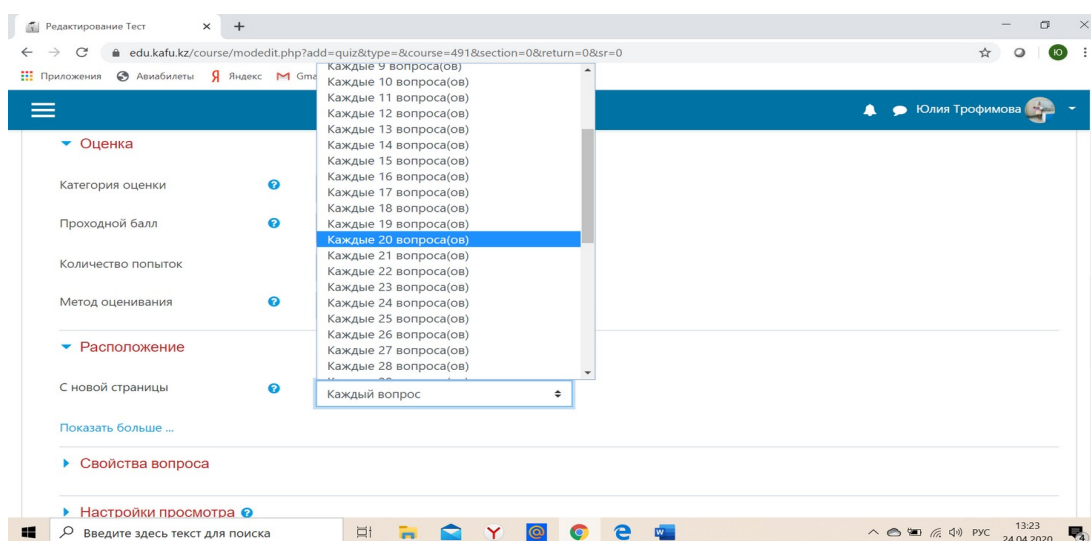 Редактирование Тест
edu.kafu.kz/course/modedit.php?add=quiz&type=&course=491&section=0&return=0&sr=0
Ю
Приложения Авиабилеты Яндекс
Юлия Трофимова
Каждые 9 вопроса(ов)
Каждые 10 вопроса(ов)
Каждые 11 вопроса(ов)
Каждые 12 вопроса(ов)
Каждые 13 вопроса(ов)
Каждые 14 вопроса(ов)
Каждые 15 вопроса(ов)
Каждые 16 вопроса(ов)
Каждые 17 вопроса(ов)
Каждые 18 вопроса(ов)
Каждые 19 вопроса(ов)
Каждые 20 вопроса(ов)
Каждые 21 вопроса(ов)
Каждые 22 вопроса(ов)
Каждые 23 вопроса(ов)
Каждые 24 вопроса(ов)
Каждые 25 вопроса(ов)
Каждые 26 вопроса(ов)
Каждые 27 вопроса(ов)
Каждые 28 вопроса(ов)
Оценка
Категория оценки
Проходной балл
Количество попыток
Метод оценивания
Расположение
С новой страницы
Каждый вопрос
Показать больше ...
Свойства вопроса
Настройки просмотра
Введите здесь текст для поиска
РУС
13:23
24.04.2020